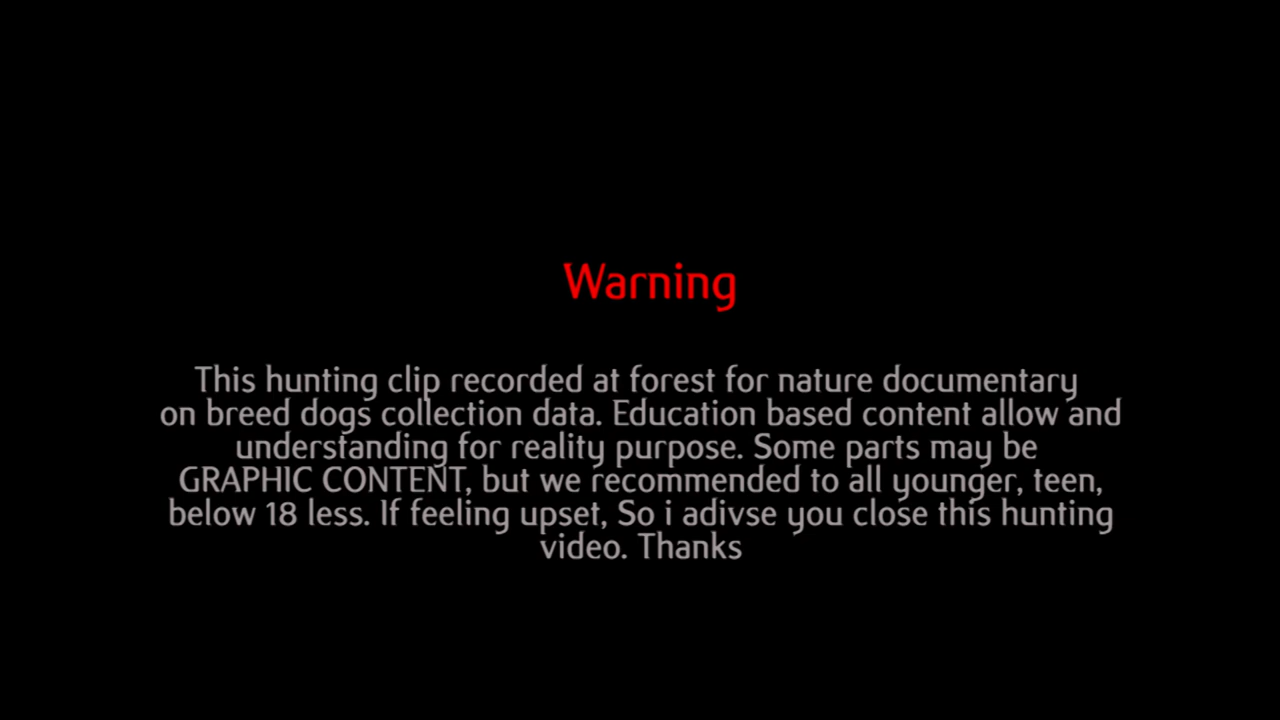 Warning
This hunting clip recorded at forest for nature documentary
on breed dogs collection data. Education based content allow and
understanding for reality purpose. Some parts may be
GRAPHIC CONTENT, but we recommended to all younger, teen,
below 18 less. If feeling upset, So i adivse you close this hunting
video. Thanks